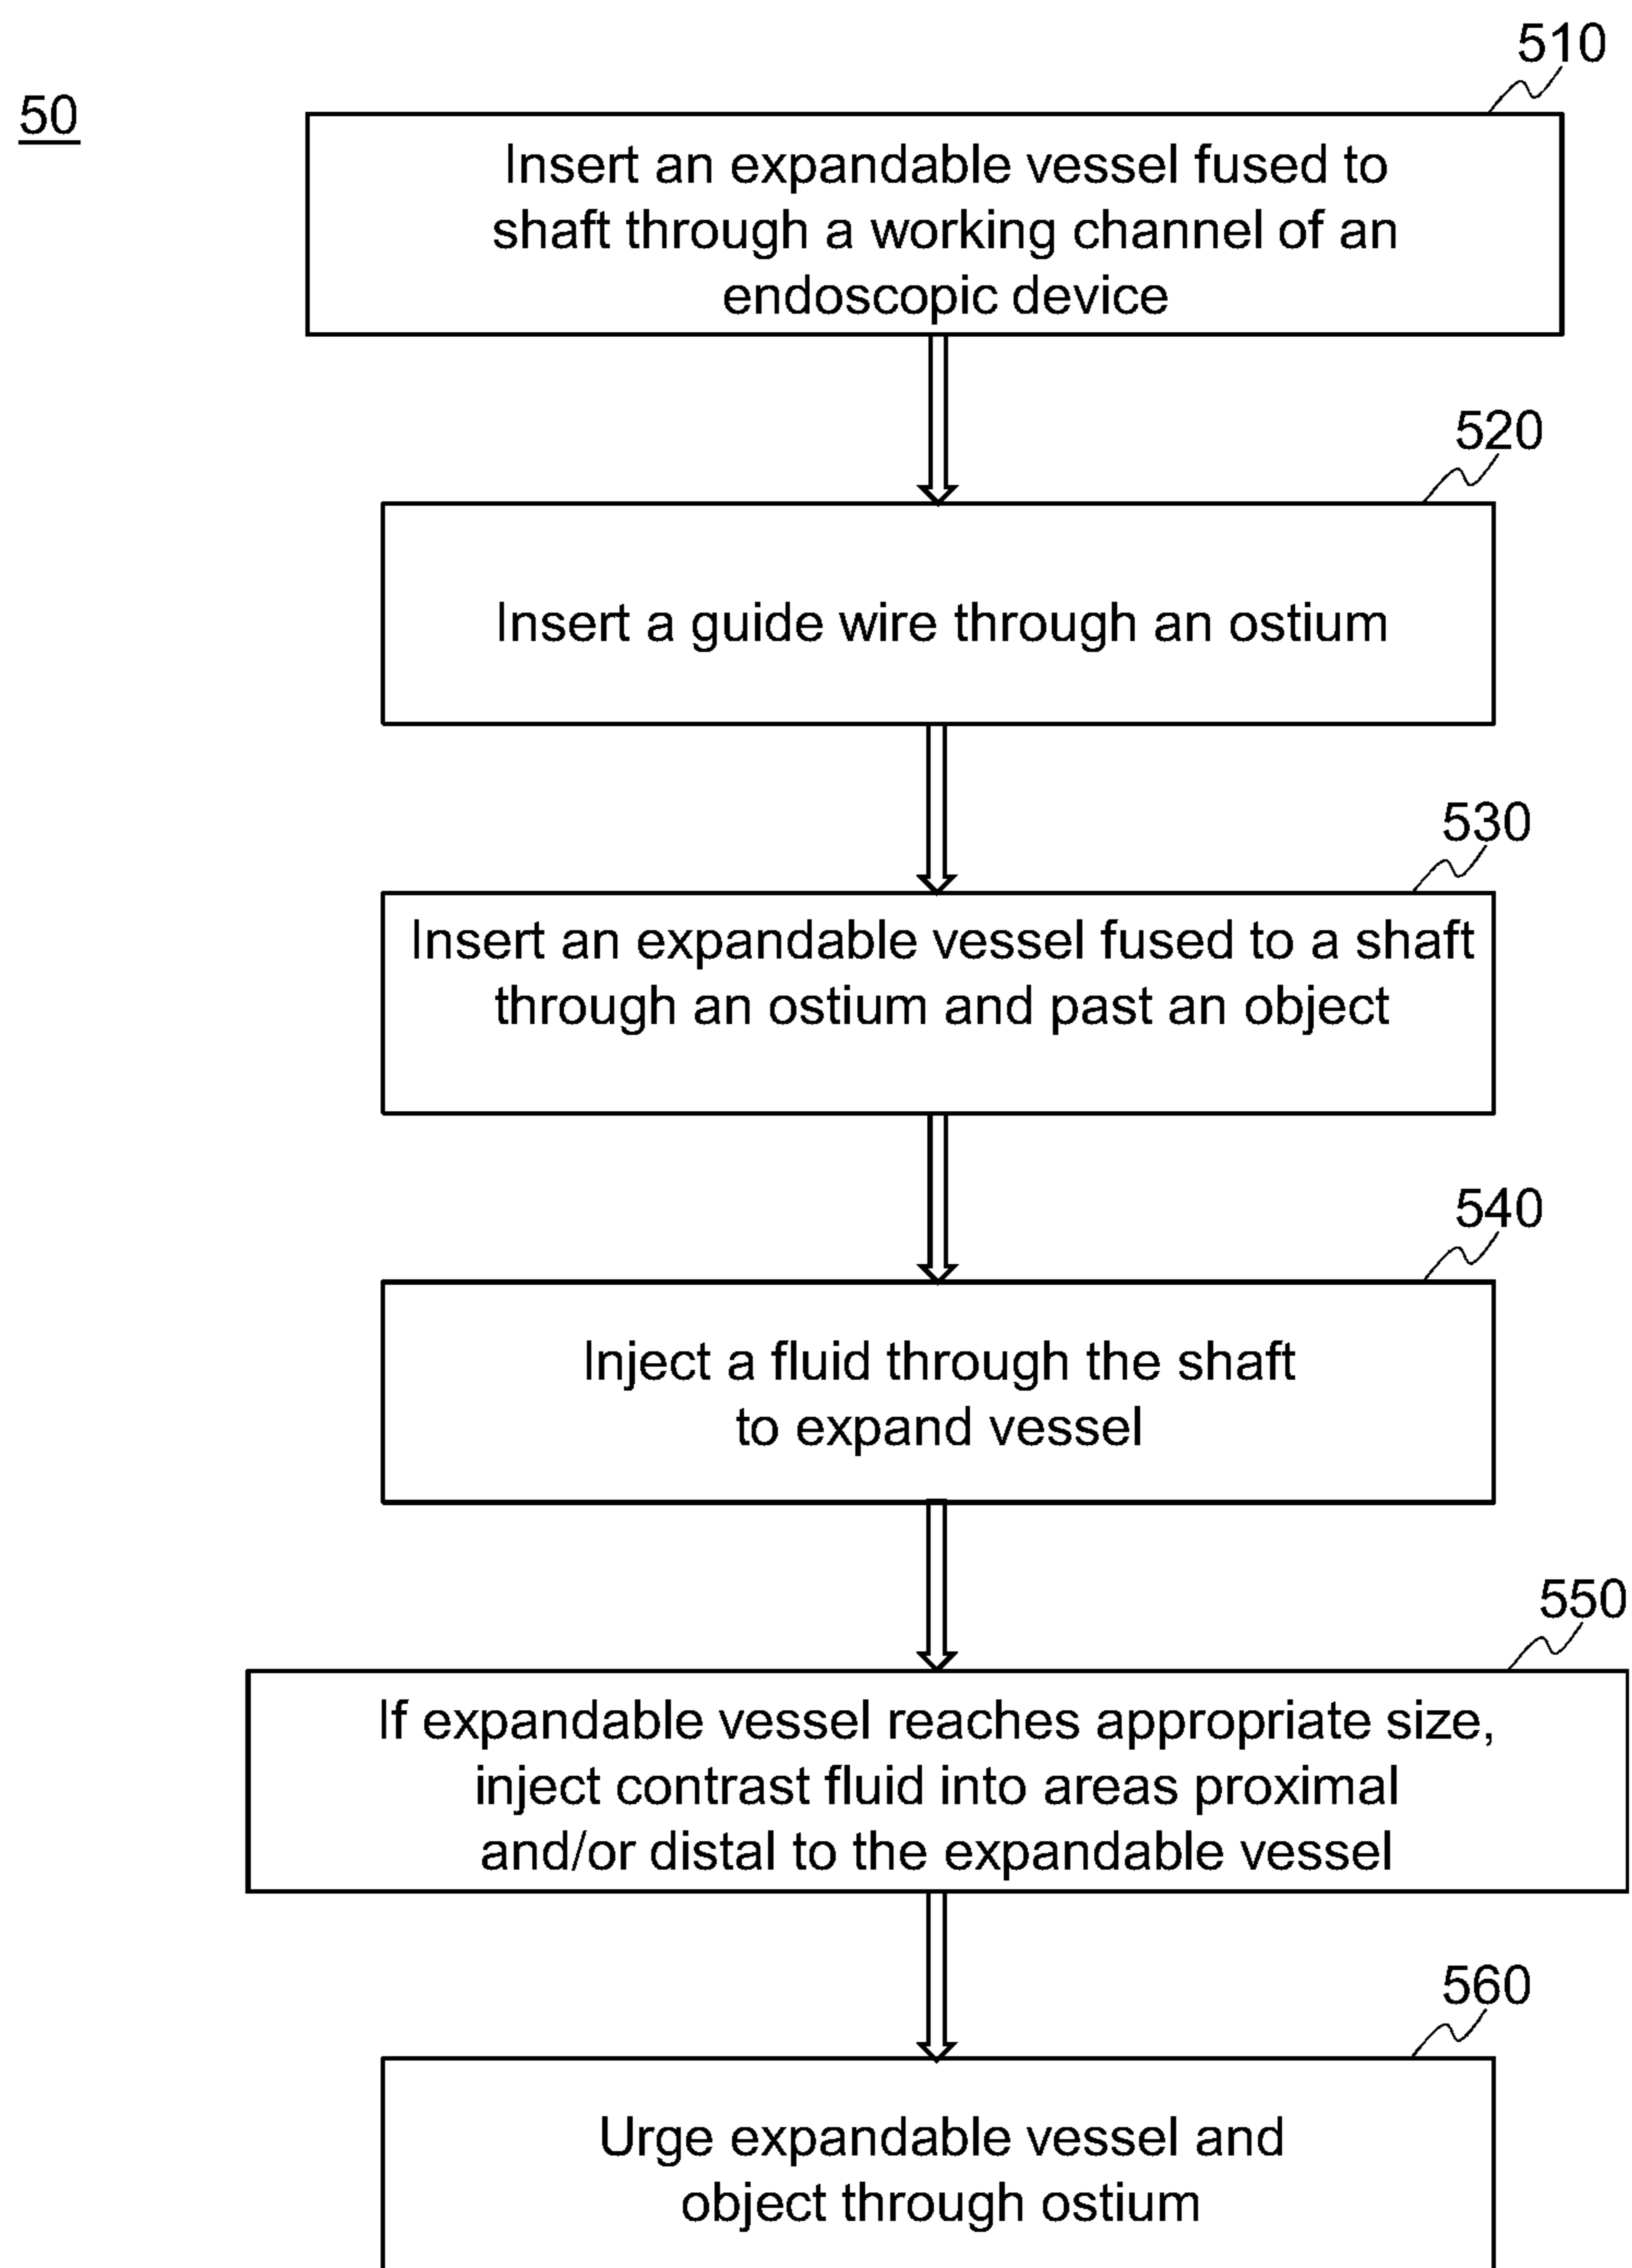 510
50
Insert an expandable vessel fused to
shaft through a working channel of an
endoscopic device
520
Insert a guide wire through an ostium
530
Insert an expandable vessel fused to a shaft
through an ostium and past an object
540
Inject a fluid through the shaft
to expand vessel
550
If expandable vessel reaches appropriate size,
inject contrast fluid into areas proximal
and/or distal to the expandable vessel
560
Urge expandable vessel and
object through ostium